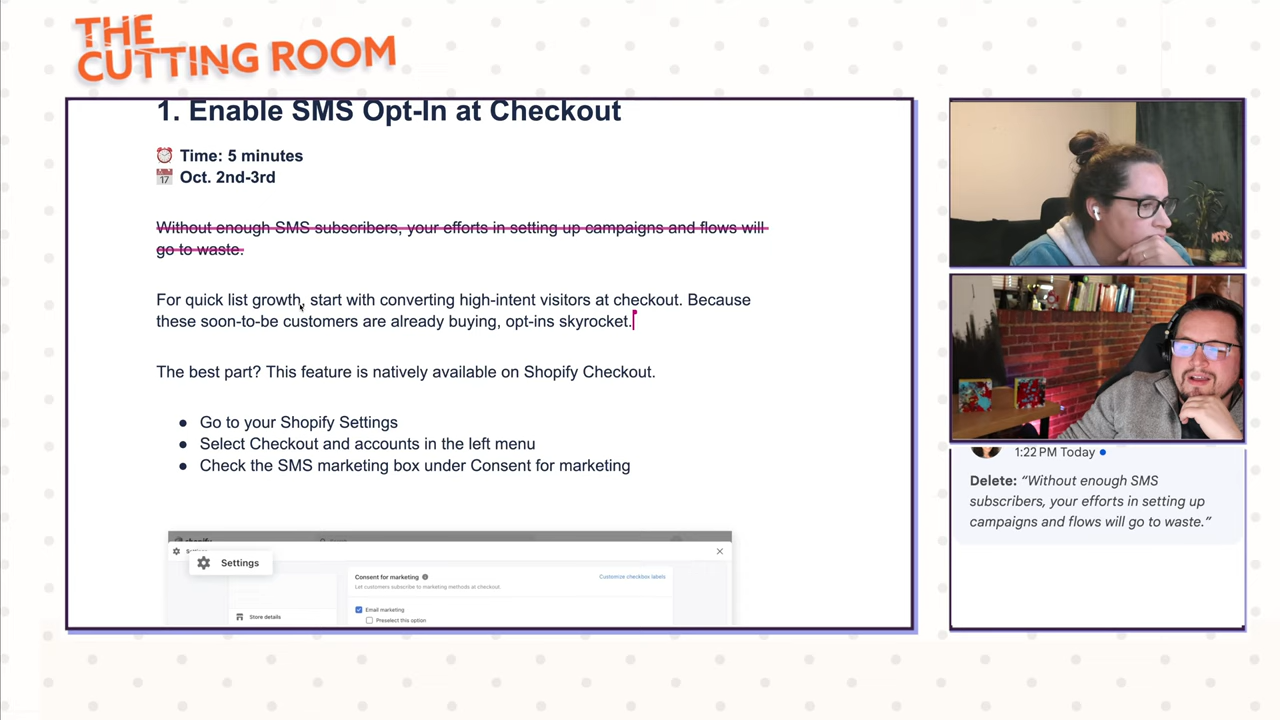 THE
CUTTING ROOM
1. Enable SMS Opt-In at Checkout
Time: 5 minutes
17 Oct. 2nd-3rd
Without enough SMS subscribers, your efforts in setting up campaigns and flows will
go to waste.
For quick list growth, start with converting high-intent visitors at checkout. Because
these soon-to-be customers are already buying, opt-ins skyrocket.
The best part? This feature is natively available on Shopify Checkout.
● Go to your Shopify Settings
● Select Checkout and accounts in the left menu
● Check the SMS marketing box under Consent for marketing
Settings
Consent for marketing
Customize checkbox labels
Let customers subscribe to marketing methods at checkout.
Email marketing
Preselect this option
Store details
1:22 PM Today
Delete: “Without enough SMS
subscribers, your efforts in setting up
campaigns and flows will go to waste.”